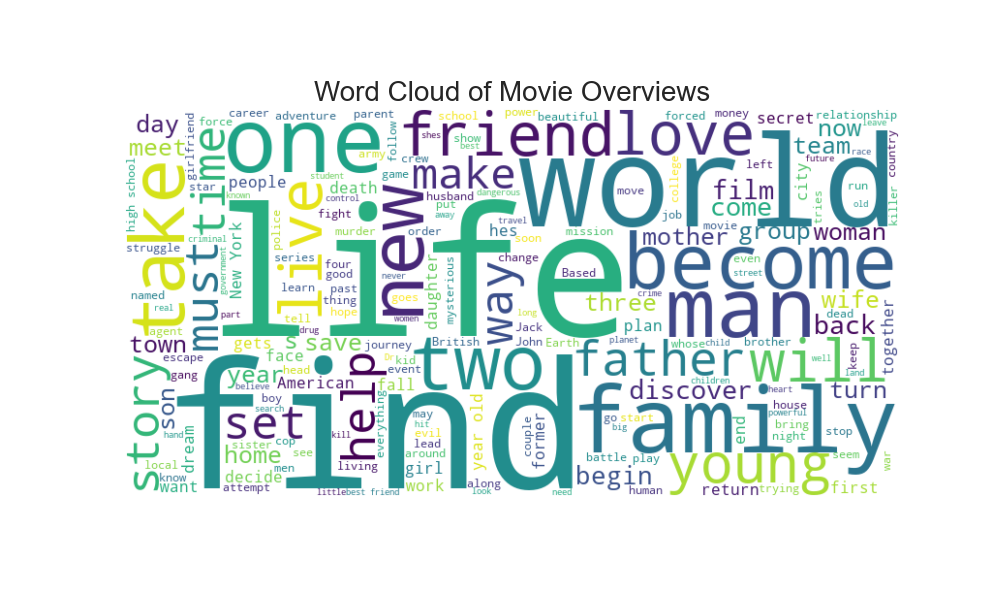 Word Cloud of Movie Overviews
career adventure parent school power beautiful forced money secret relationship
day force one follow friend love now leave
meet girlfriend time army shes show best world team country
take high school star people live student game crew make college left film race future
known death control husband dangerous move job come city tries run old killer
struggle must criminal New York police fight murder new put away order hes travel soon mission movie mother group woman
government series four good learn past thing never life way change Based become even street
named real story agent part tell hope goes women daughter mysterious long crime three man wife dead
town gets drug s save journey British Jack John Earth plan planet whose child brother back together
escape gang year face head American believe kid event Dr two father children well will keep land
son boy set search help fall find may hit year old couple former go start big family discover heart house powerful turn
hand dream sister cop kill everything evil lead around battle play end bring night stop seem war
local know want home decide see men living girl work along begin young first
attempt little best friend look need human return trying